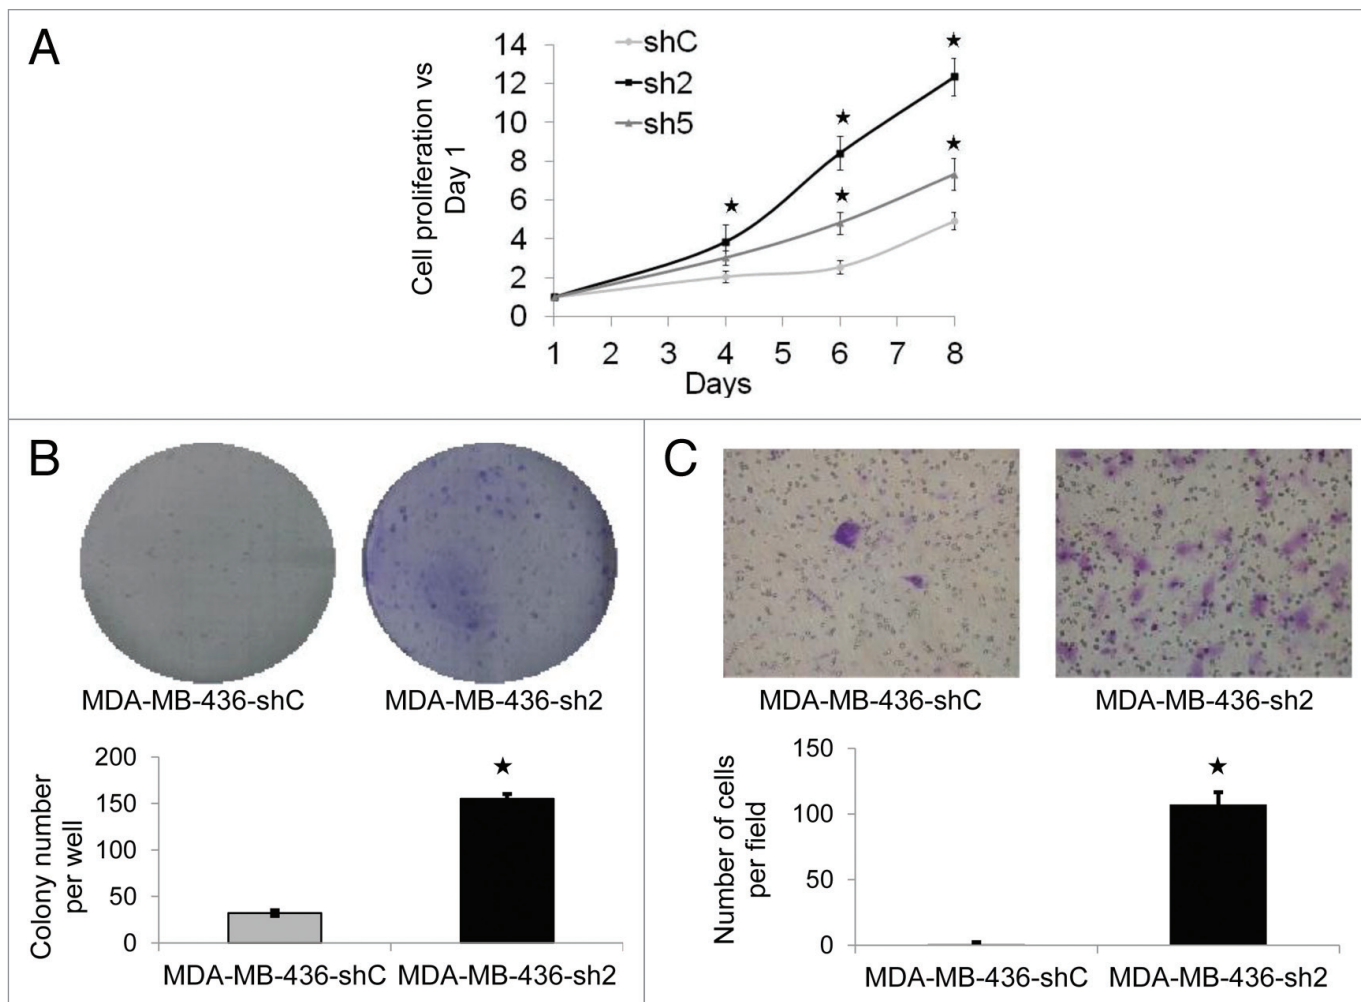 A
Cell proliferation vs
Day 1
14
12
10
8
6
4
2
0
shC
sh2
sh5
★
★
★
★
★
1 2 3 4 5 6 7 8
Days
B
MDA-MB-436-shC
MDA-MB-436-sh2
Colony number
per well
200
150
100
50
0
★
MDA-MB-436-shC
MDA-MB-436-sh2
C
MDA-MB-436-shC
MDA-MB-436-sh2
Number of cells
per field
150
100
50
0
★
MDA-MB-436-shC
MDA-MB-436-sh2